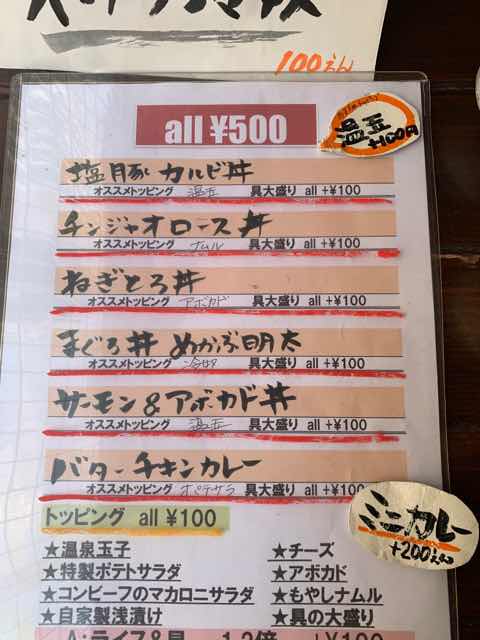 100えん
all ¥500
温玉
+100円
塩豚カルビ丼
オススメトッピング 温玉 具大盛り all +¥100
チンジャオロース丼
オススメトッピング ナムル 具大盛り all +¥100
ねぎとろ丼
オススメトッピング アボカド 具大盛り all +¥100
まぐろ丼 めかぶ明太
オススメトッピング 冷奴 具大盛り all +¥100
サーモン&アボカド丼
オススメトッピング 温玉 具大盛り all +¥100
バターチキンカレー
オススメトッピング ポテサラ 具大盛り all +¥100
トッピング all ¥100
★温泉玉子 ★チーズ
★特製ポテトサラダ ★アボカド
★コンビーフのマカロニサラダ ★もやしナムル
★自家製浅漬け ★具の大盛り
ミニカレー
+200えん
A:ライス&具 1.2倍 +¥100